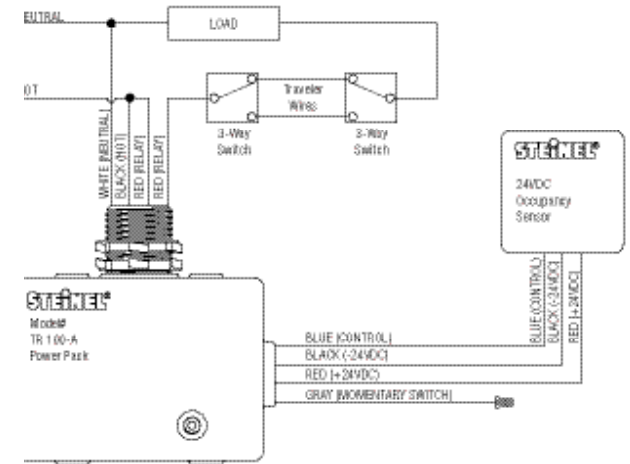 EUTRAL
LOAD
OT
Traveler
Wires
3-Way
Switch
3-Way
Switch
WHITE (NEUTRAL)
BLACK (HOT)
RED (RELAY)
RED (RELAY)
STEINEL®
24VDC
Occupancy
Sensor
BLUE (CONTROL)
BLACK (-24VDC)
RED (+24VDC)
STEINEL®
Model#
TR 100-A
Power Pack
BLUE (CONTROL)
BLACK (-24VDC)
RED (+24VDC)
GRAY (MOMENTARY SWITCH)